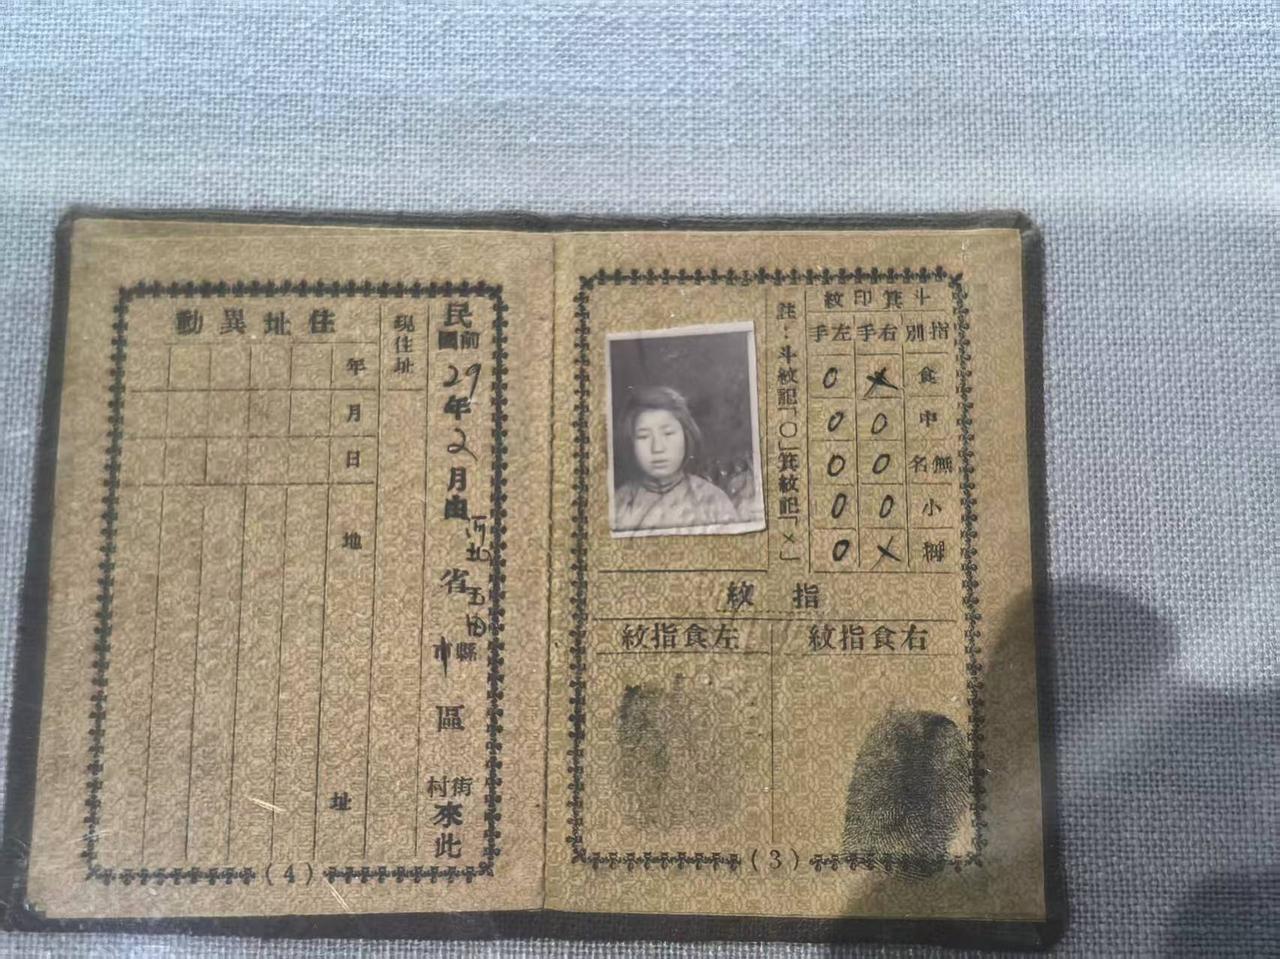 斗箕印紋
指別 右手 左手
食 × 〇
中 〇 〇
無名 〇 〇
小 〇 〇
拇 × 〇
註：斗紋記「〇」箕紋記「×」
指紋
右食指紋
左食指紋
(3)
民國前29年2月由河北省玉田縣市區街村來此
現住址
住址異動
年
月
日
地址
(4)